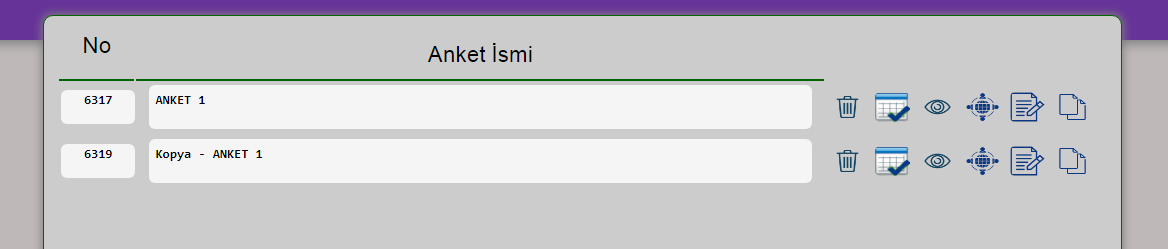 No Anket İsmi
6317 ANKET 1
6319 Kopya - ANKET 1